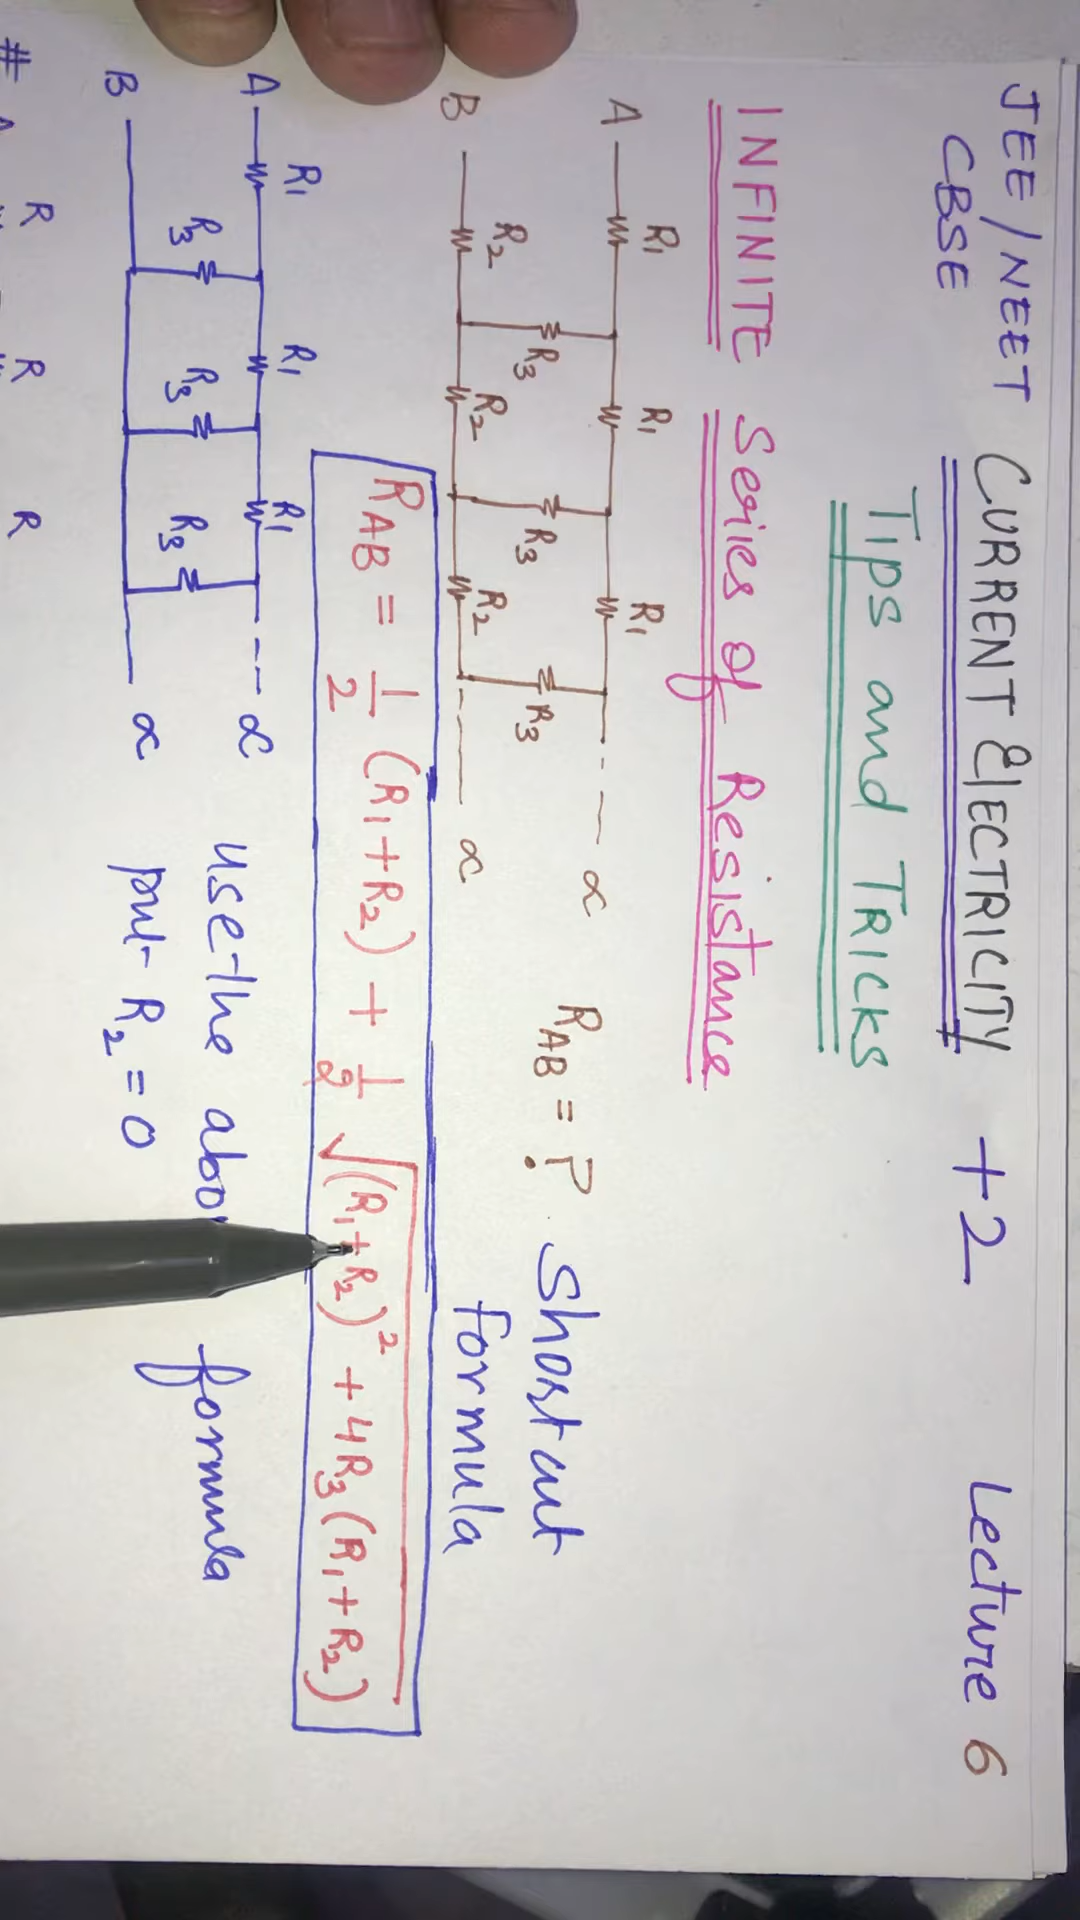 JEE/NEET CURRENT ElECTRICITY +2 Lecture 6
CBSE
Tips and TRICKS
INFINITE Series of Resistance
A R1 R1 R1 ∝
R3 R3 R3
B R2 R2 R2 ∝
RAB = ? Shortcut
formula
RAB = 1/2 (R1+R2) + 1/2 √(R1+R2)² + 4R3(R1+R2)
A R1 R1 R1 ∝
R3 R3 R3
B ∝
use the formula
put R2 = 0
# R R R